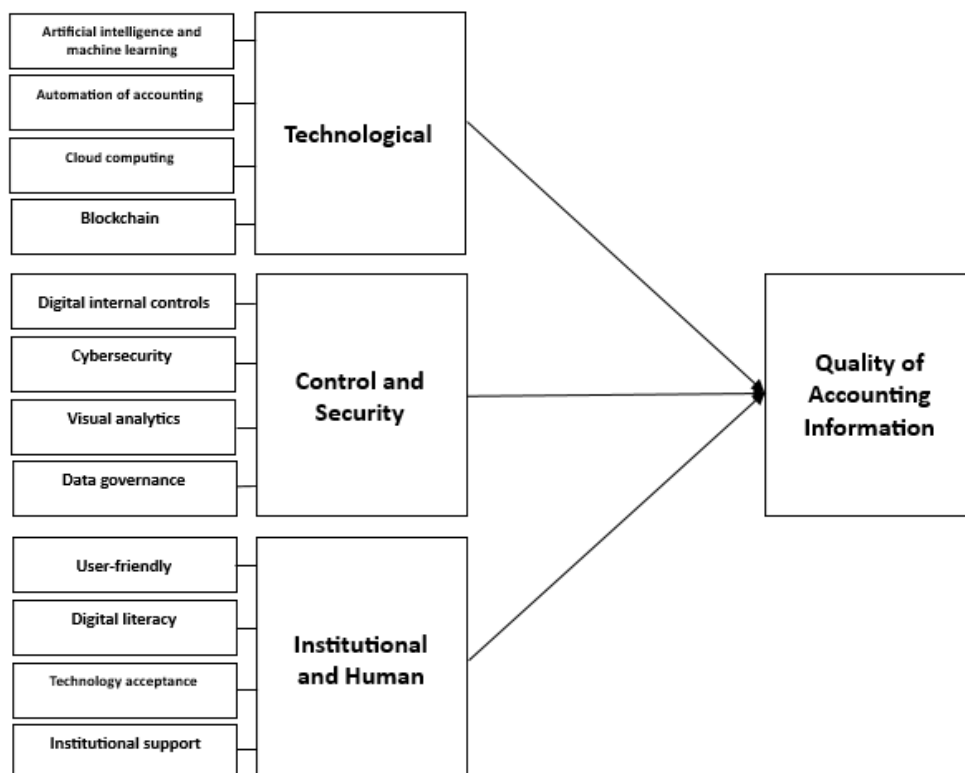 Artificial intelligence and
machine learning
Automation of accounting
Cloud computing
Blockchain
Technological
Digital internal controls
Cybersecurity
Visual analytics
Data governance
Control and
Security
User-friendly
Digital literacy
Technology acceptance
Institutional support
Institutional
and Human
Quality of
Accounting
Information